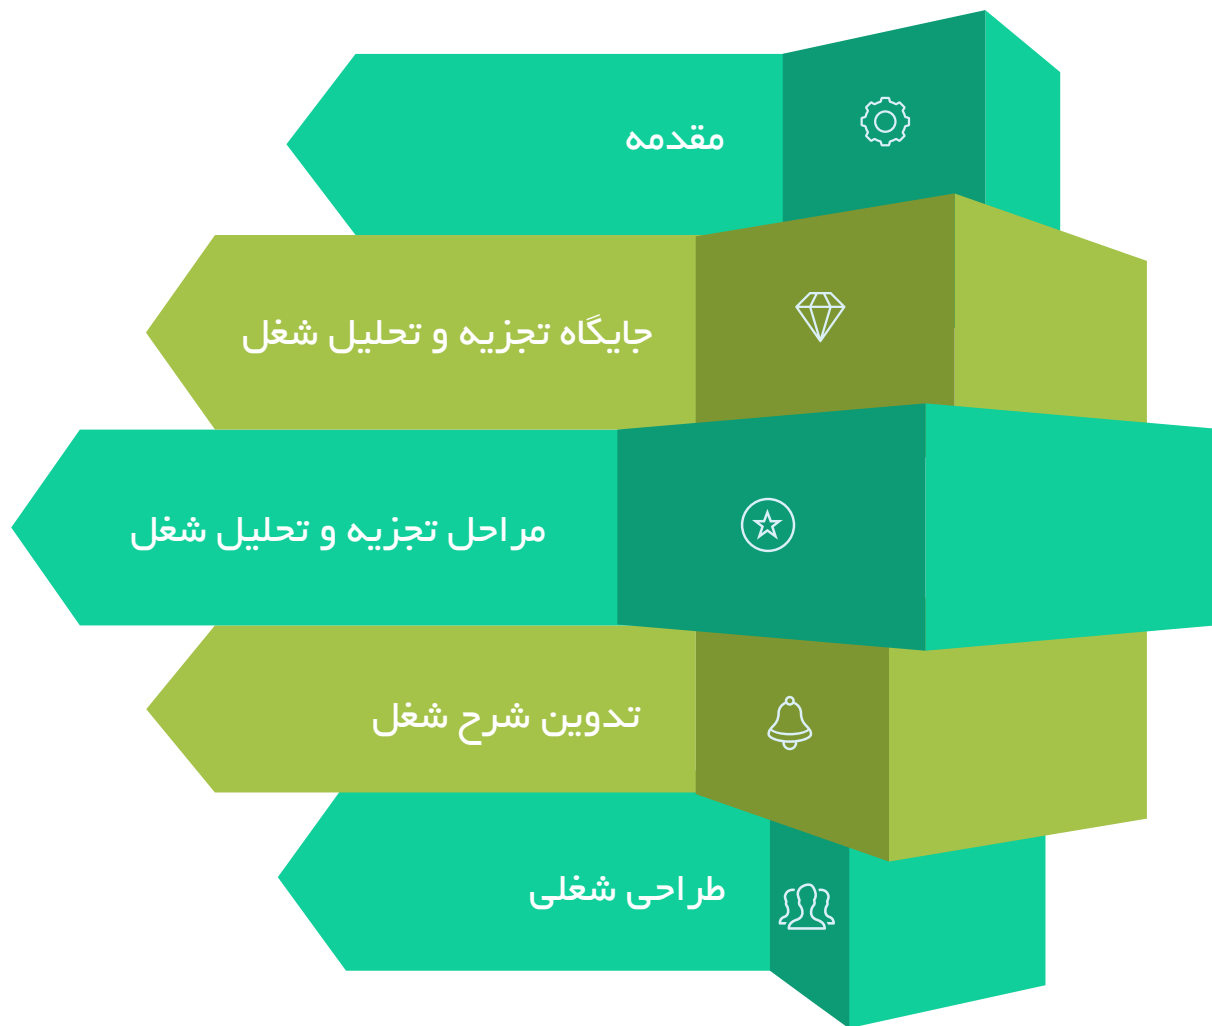 مقدمه
جایگاه تجزیه و تحلیل شغل
مراحل تجزیه و تحلیل شغل
تدوین شرح شغل
طراحی شغلی